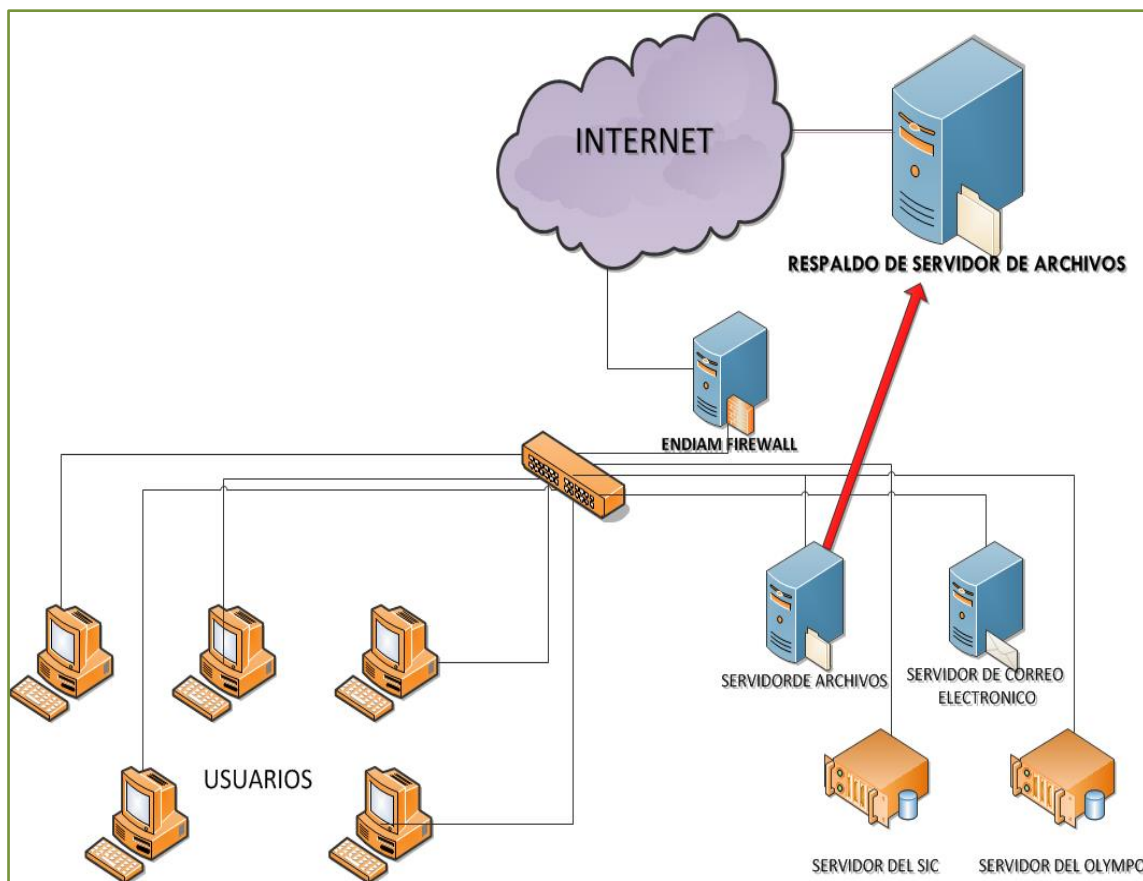 INTERNET
RESPALDO DE SERVIDOR DE ARCHIVOS
ENDIAM FIREWALL
SERVIDORDE ARCHIVOS
SERVIDOR DE CORREO
ELECTRONICO
USUARIOS
SERVIDOR DEL SIC
SERVIDOR DEL OLYMPO